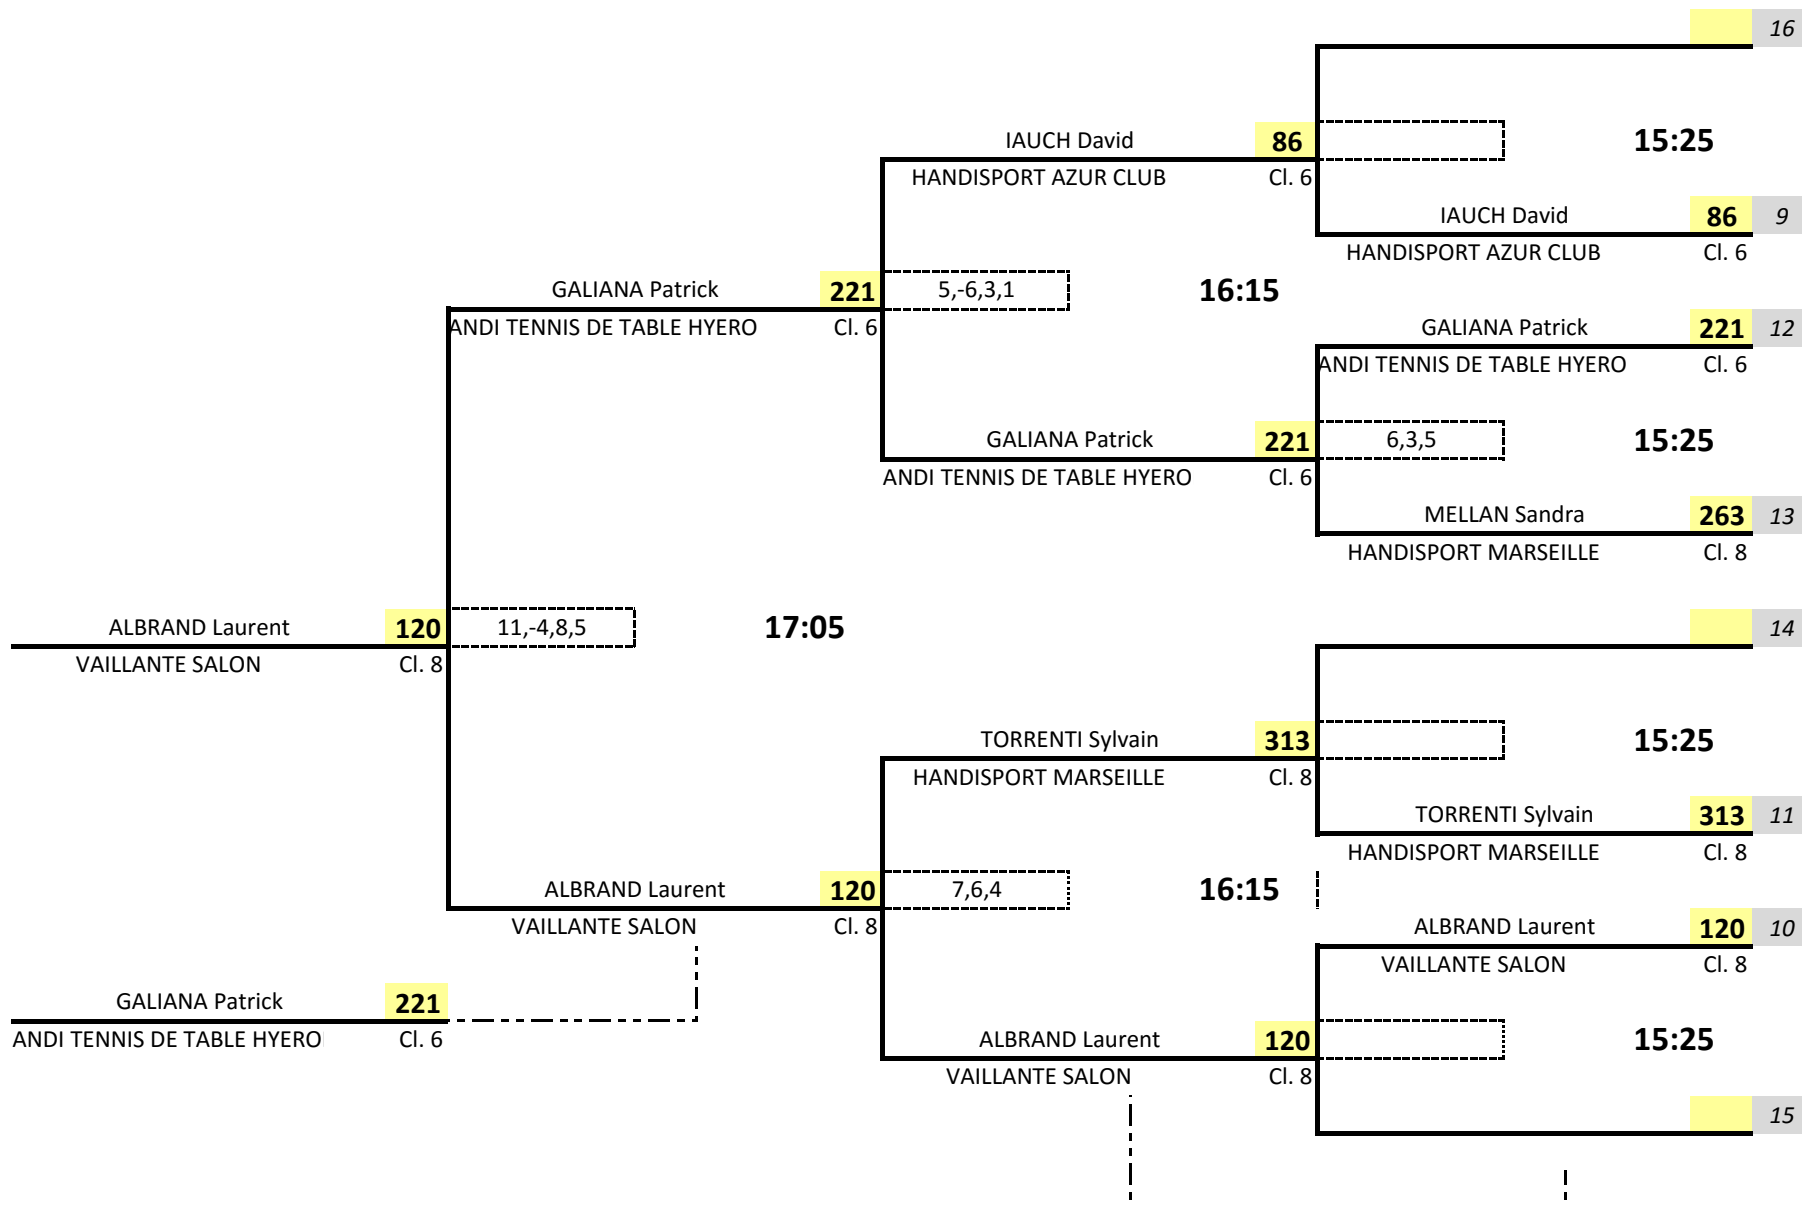 16
IAUCH David 86 15:25
HANDISPORT AZUR CLUB Cl. 6
IAUCH David 86 9
HANDISPORT AZUR CLUB Cl. 6
GALIANA Patrick 221 5,-6,3,1 16:15
ANDI TENNIS DE TABLE HYERO Cl. 6
GALIANA Patrick 221 12
ANDI TENNIS DE TABLE HYERO Cl. 6
GALIANA Patrick 221 6,3,5 15:25
ANDI TENNIS DE TABLE HYERO Cl. 6
MELLAN Sandra 263 13
HANDISPORT MARSEILLE Cl. 8
ALBRAND Laurent 120 11,-4,8,5 17:05 14
VAILLANTE SALON Cl. 8
TORRENTI Sylvain 313 15:25
HANDISPORT MARSEILLE Cl. 8
TORRENTI Sylvain 313 11
HANDISPORT MARSEILLE Cl. 8
ALBRAND Laurent 120 7,6,4 16:15
VAILLANTE SALON Cl. 8
ALBRAND Laurent 120 10
VAILLANTE SALON Cl. 8
GALIANA Patrick 221
ANDI TENNIS DE TABLE HYERO Cl. 6
ALBRAND Laurent 120 15:25
VAILLANTE SALON Cl. 8
15